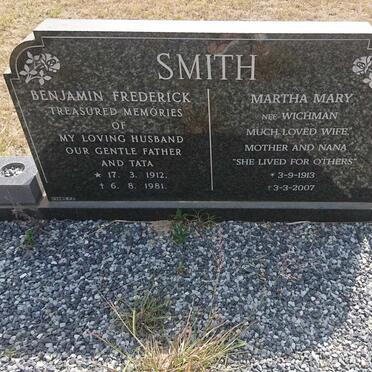 SMITH
BENJAMIN FREDERICK
TREASURED MEMORIES
OF
MY LOVING HUSBAND
OUR GENTLE FATHER
AND TATA
★ 17. 3. 1912.
† 6. 8. 1981.
MARTHA MARY
NEÉ WICHMAN
MUCH LOVED WIFE,
MOTHER AND NANA
"SHE LIVED FOR OTHERS"
* 3-9-1913
† 3-3-2007